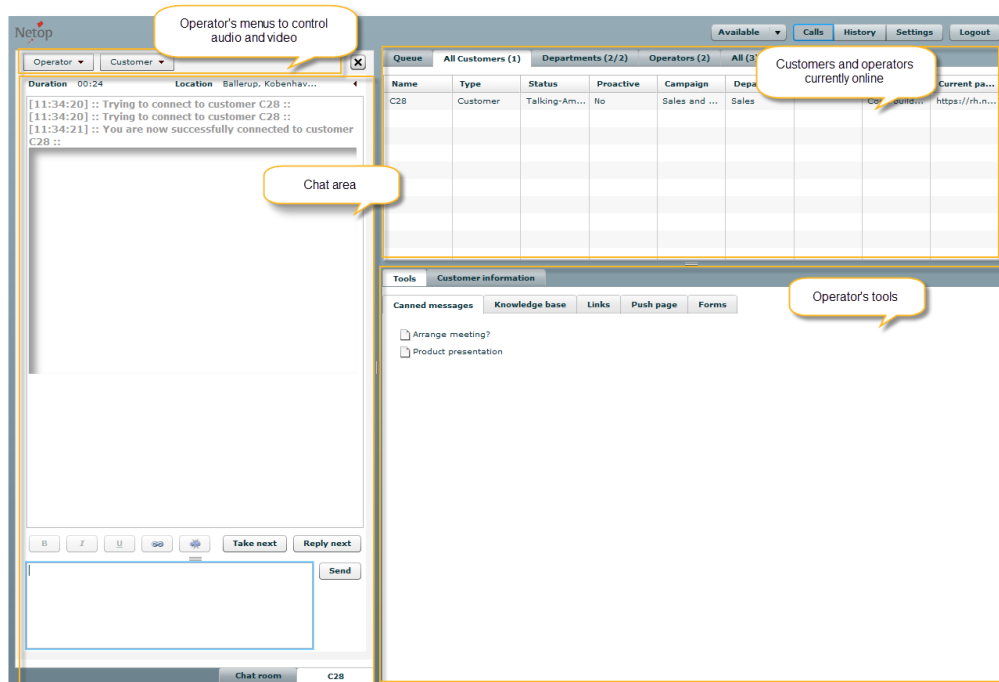 Netop
Operator's menus to control
audio and video
Available
Calls
History
Settings
Logout
Operator
Customer
Queue
All Customers (1)
Departments (2/2)
Operators (2)
All (3)
Customers and operators
currently online
Duration 00:24 Location Ballerup, Kobenhav...
Name Type Status Proactive Campaign Depa Current pa...
C28 Customer Talking-Am... No Sales and ... Sales build... https://rh.n...
[11:34:20] :: Trying to connect to customer C28 ::
[11:34:20] :: Trying to connect to customer C28 ::
[11:34:21] :: You are now successfully connected to customer
C28 ::
Chat area
Tools
Customer information
Operator's tools
Canned messages
Knowledge base
Links
Push page
Forms
Arrange meeting?
Product presentation
B
I
U
Take next
Reply next
Send
Chat room
C28